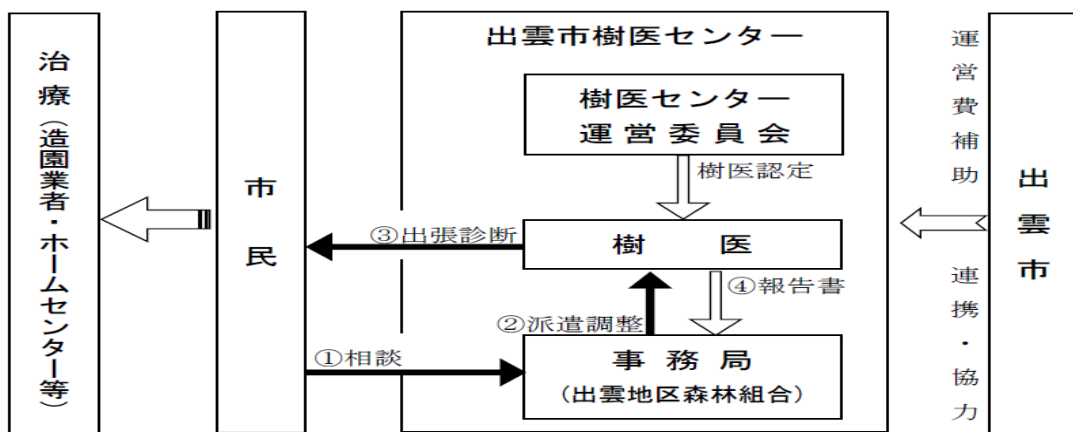 治療（造園業者・ホームセンター等）
市民
出雲市樹医センター
樹医センター
運営委員会
樹医認定
③出張診断
樹医
④報告書
②派遣調整
①相談
事務局
（出雲地区森林組合）
運営費補助
連携・協力
出雲市